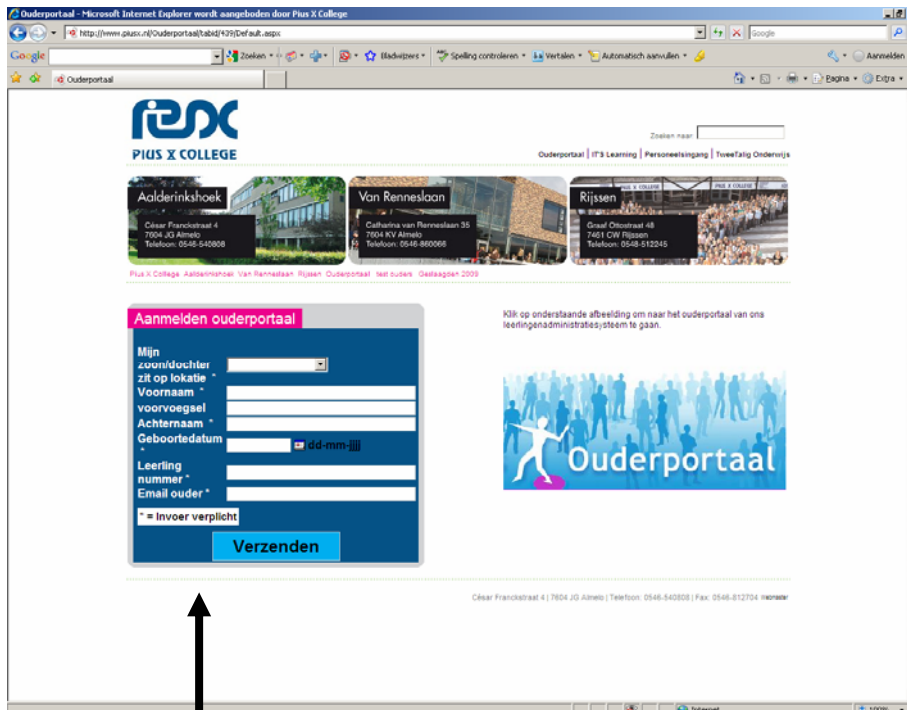 Ouderportaal - Microsoft Internet Explorer wordt aangeboden door Pius X College
http://www.piusx.nl/Ouderportaal/tabid/439/Default.aspx
Google
Google Zoeken Bladwijzers Spelling controleren Vertalen Automatisch aanvullen Aanmelden
Ouderportaal Pagina Extra
PIUS X COLLEGE
Zoeken naar
Ouderportaal | IT'S Learning | Personeelsingang | TweeTalig Onderwijs
Aalderinkshoek
César Franckstraat 4
7604 JG Almelo
Telefoon: 0546-540808
Van Renneslaan
Catharina van Renneslaan 35
7604 KV Almelo
Telefoon: 0546-860066
PIUS X COLLEGE
PIUS X COLLEGE
Rijssen
Graaf Ottostraat 48
7461 CW Rijssen
Telefoon: 0548-512245
Pius X College Aalderinkshoek Van Renneslaan Rijssen Ouderportaal test ouders Geslaagden 2009
Aanmelden ouderportaal
Mijn
zoon/dochter
zit op lokatie *
Voornaam *
voorvoegsel
Achternaam *
Geboortedatum
* dd-mm-jjjj
Leerling
nummer *
Email ouder *
* = Invoer verplicht
Verzenden
Klik op onderstaande afbeelding om naar het ouderportaal van ons
leerlingenadministratiesysteem te gaan.
Ouderportaal
César Franckstraat 4 | 7604 JG Almelo | Telefoon: 0546-540808 | Fax: 0546-812704
Internet 100%